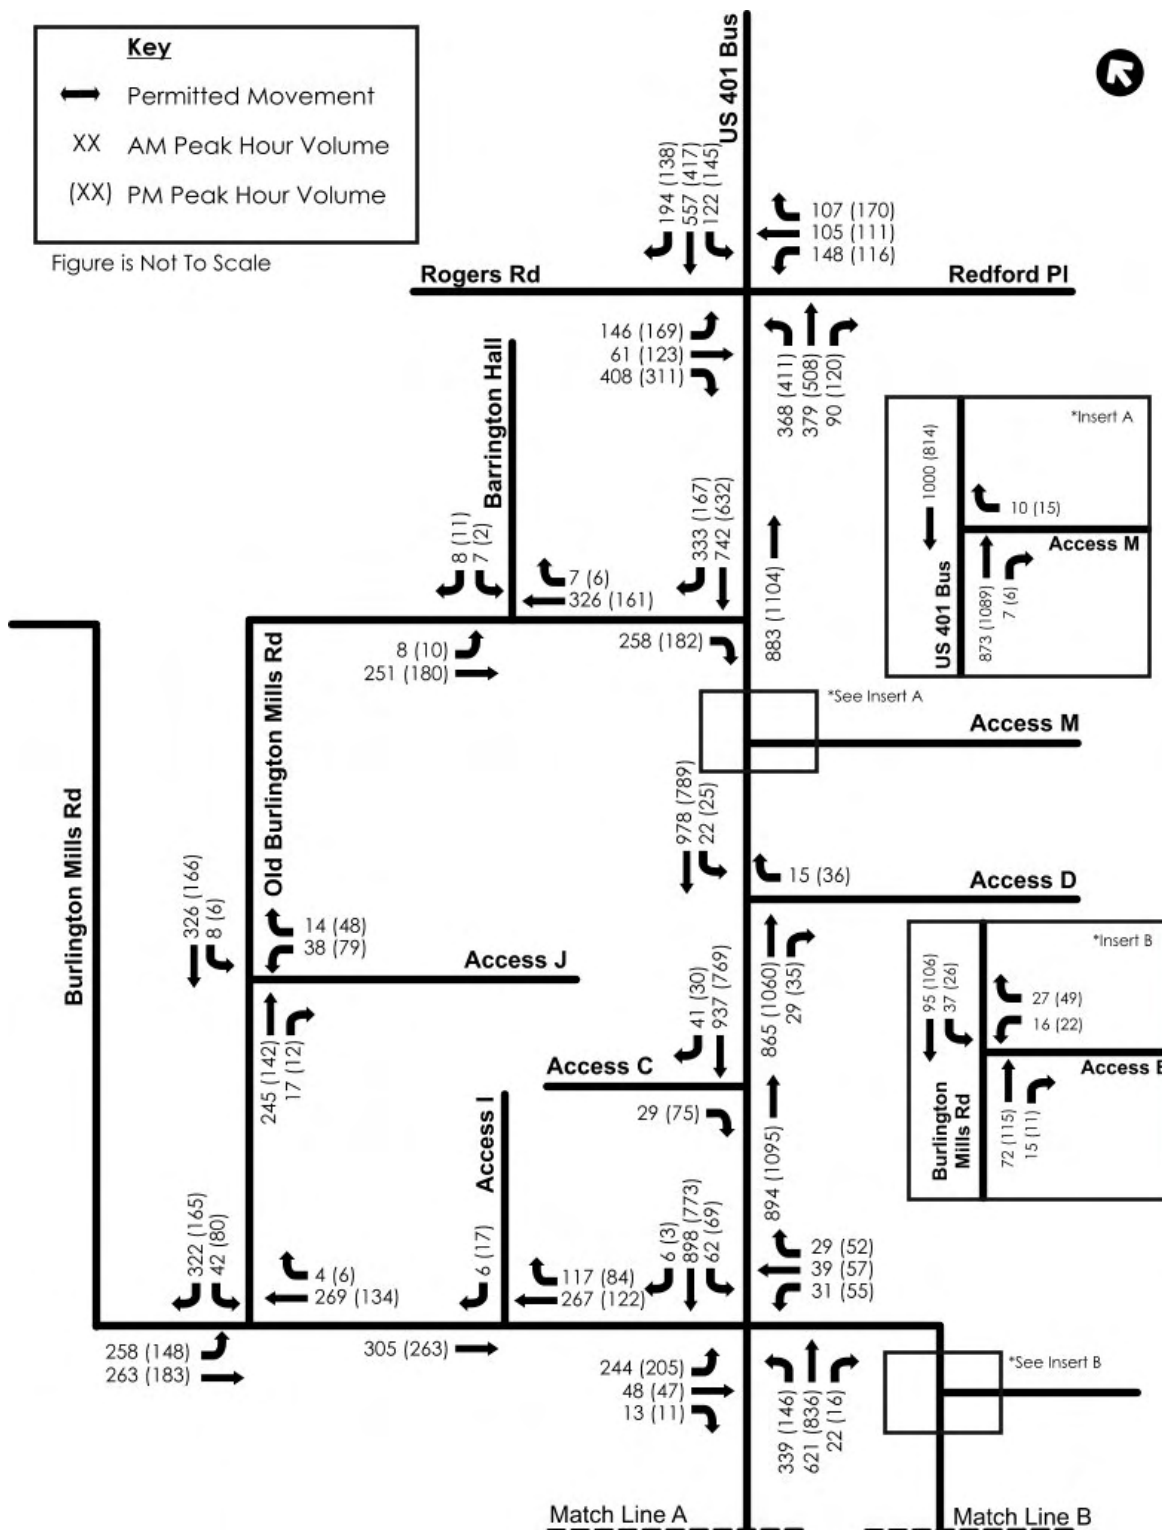 Key
Permitted Movement
XX AM Peak Hour Volume
(XX) PM Peak Hour Volume
Figure is Not To Scale
US 401 Bus
194 (138)
557 (417)
122 (145)
107 (170)
105 (111)
148 (116)
Rogers Rd
Redford Pl
146 (169)
61 (123)
408 (311)
368 (411)
379 (508)
90 (120)
Barrington Hall
*Insert A
1000 (814)
10 (15)
Access M
US 401 Bus
873 (1089)
7 (6)
8 (11)
7 (2)
7 (6)
326 (161)
333 (167)
742 (632)
883 (1104)
8 (10)
251 (180)
258 (182)
*See Insert A
Access M
Old Burlington Mills Rd
Burlington Mills Rd
978 (789)
22 (25)
15 (36)
Access D
326 (166)
8 (6)
14 (48)
38 (79)
Access J
245 (142)
17 (12)
41 (30)
937 (769)
865 (1060)
29 (35)
*Insert B
95 (106)
37 (26)
27 (49)
16 (22)
Access E
Burlington
Mills Rd
72 (115)
15 (11)
Access C
29 (75)
Access I
894 (1095)
322 (165)
42 (80)
4 (6)
269 (134)
6 (17)
117 (84)
267 (122)
6 (3)
898 (773)
62 (69)
29 (52)
39 (57)
31 (55)
258 (148)
263 (183)
305 (263)
244 (205)
48 (47)
13 (11)
339 (146)
621 (836)
22 (16)
*See Insert B
Match Line A
Match Line B